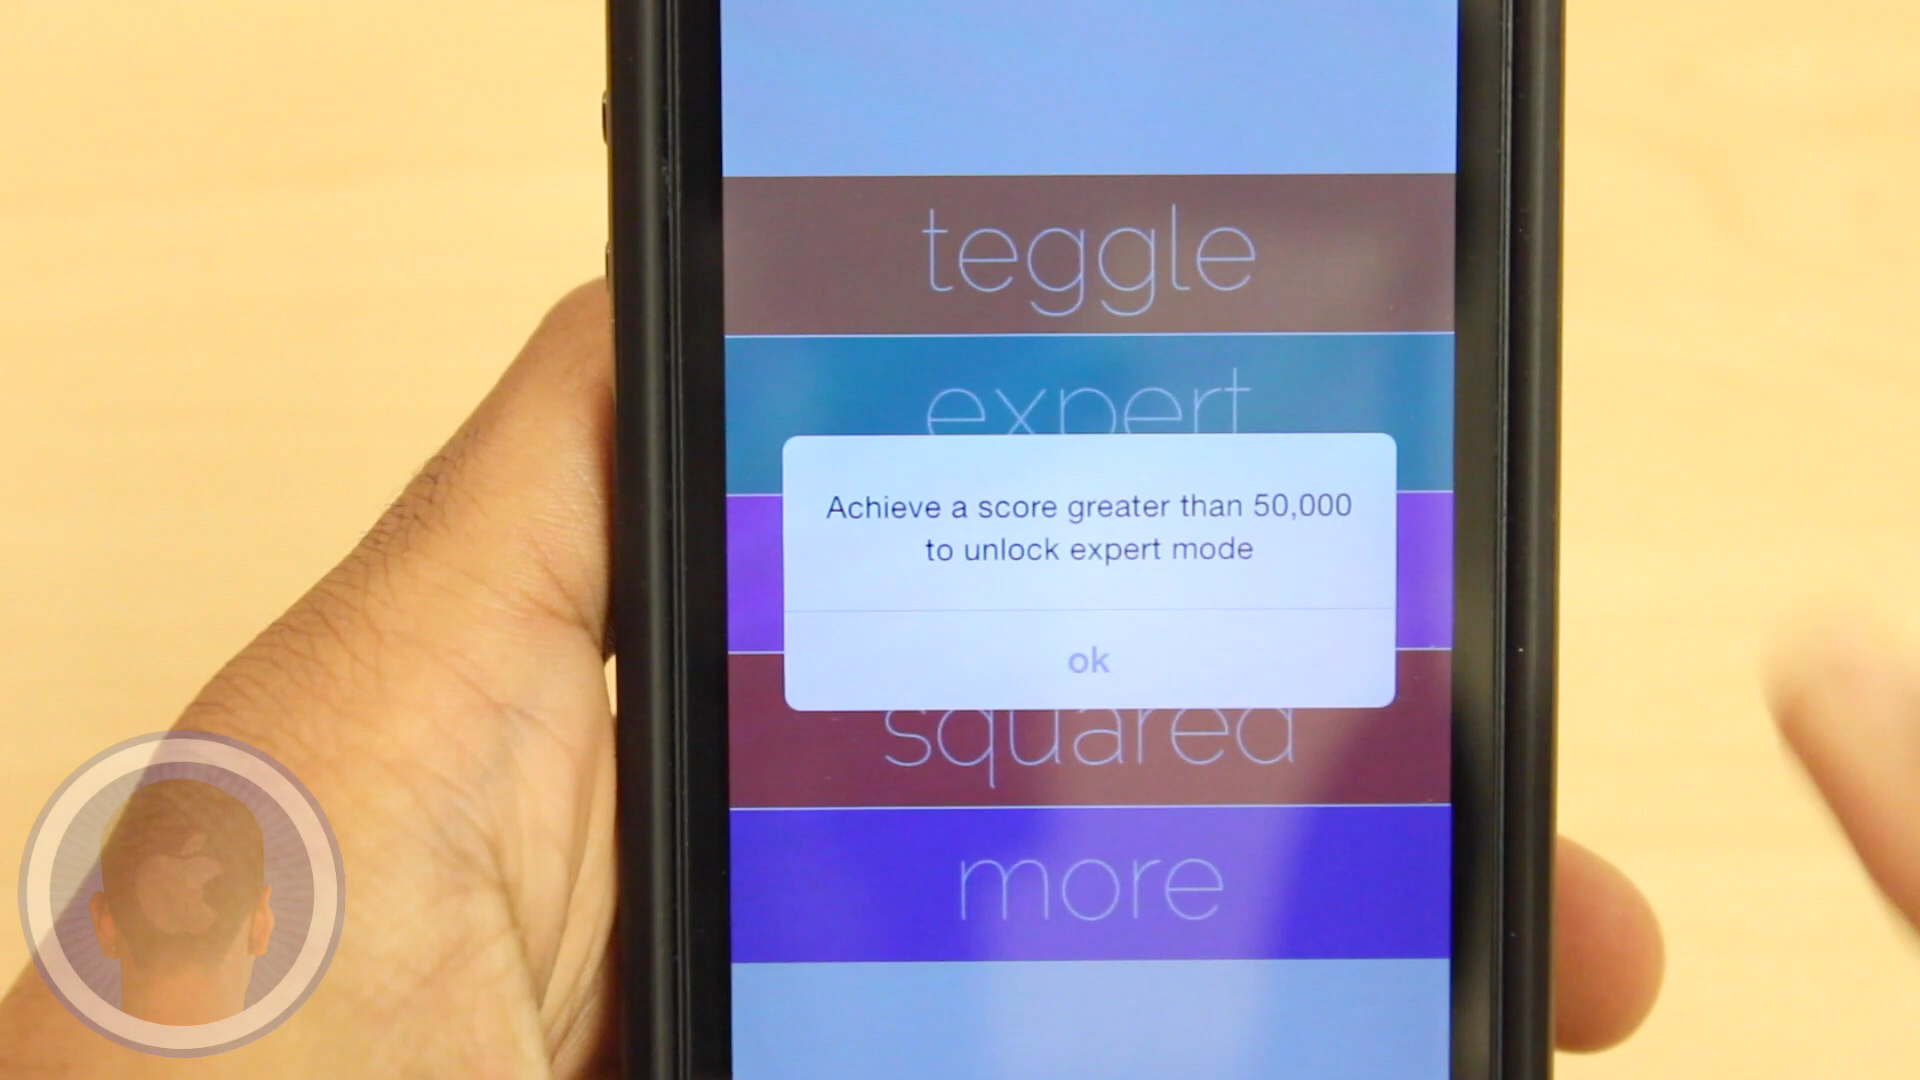 teggle
expert
Achieve a score greater than 50,000
to unlock expert mode
ok
squared
more